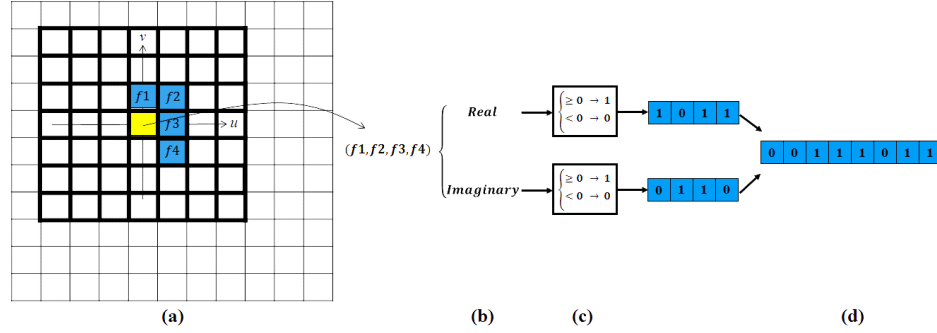 v
f1 f2
f3 u
f4
(f1,f2,f3,f4)
Real
≥ 0 → 1
< 0 → 0
1 0 1 1
Imaginary
≥ 0 → 1
< 0 → 0
0 1 1 0
0 0 1 1 1 0 1 1
(a) (b) (c) (d)